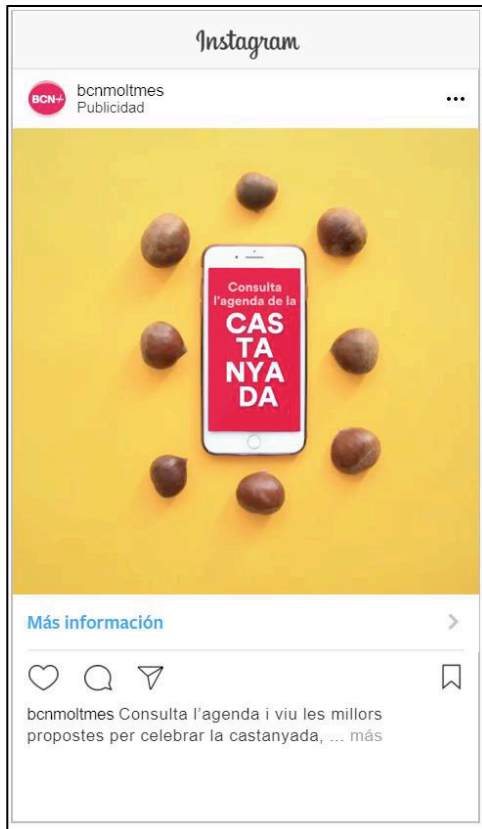 Instagram
BCN+
bcnmoltmes
Publicidad
Consulta
l'agenda de la
CAS
TA
NYA
DA
Más información
bcnmoltmes Consulta l'agenda i viu les millors
propostes per celebrar la castanyada, ... más